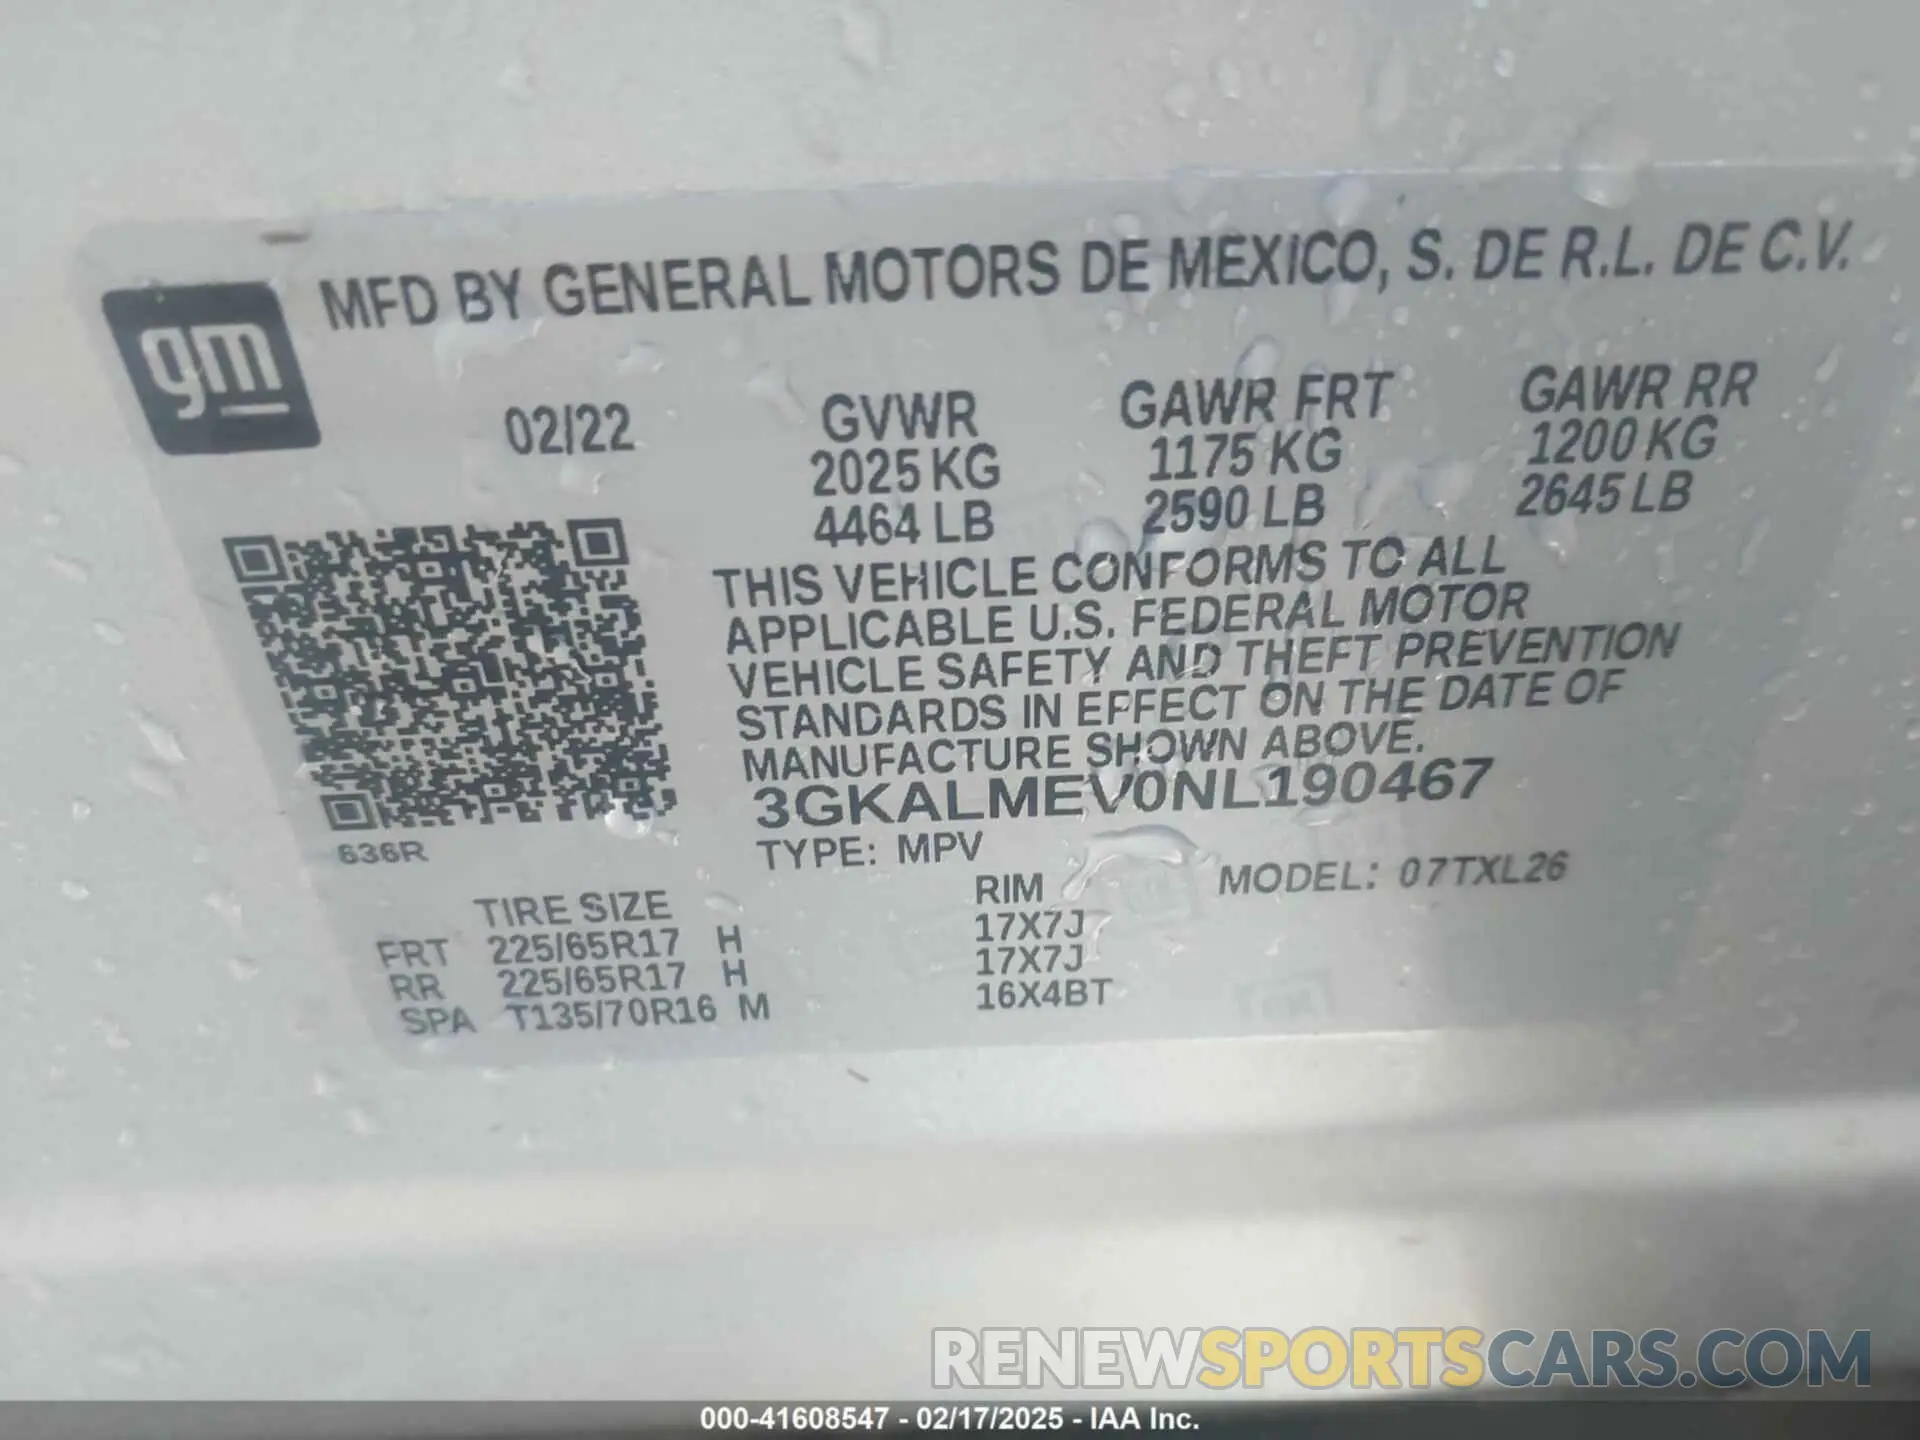 gm
MFD BY GENERAL MOTORS DE MEXICO, S. DE R.L. DE C.V.
02/22
GVWR
2025 KG
4464 LB
GAWR FRT
1175 KG
2590 LB
GAWR RR
1200 KG
2645 LB
THIS VEHICLE CONFORMS TO ALL
APPLICABLE U.S. FEDERAL MOTOR
VEHICLE SAFETY AND THEFT PREVENTION
STANDARDS IN EFFECT ON THE DATE OF
MANUFACTURE SHOWN ABOVE.
3GKALMEV0NL190467
TYPE: MPV
MODEL: 07TXL26
636R
TIRE SIZE RIM
FRT 225/65R17 H 17X7J
RR 225/65R17 H 17X7J
SPA T135/70R16 M 16X4BT
RENEWSPORTSCARS.COM
000-41608547 - 02/17/2025 - IAA Inc.